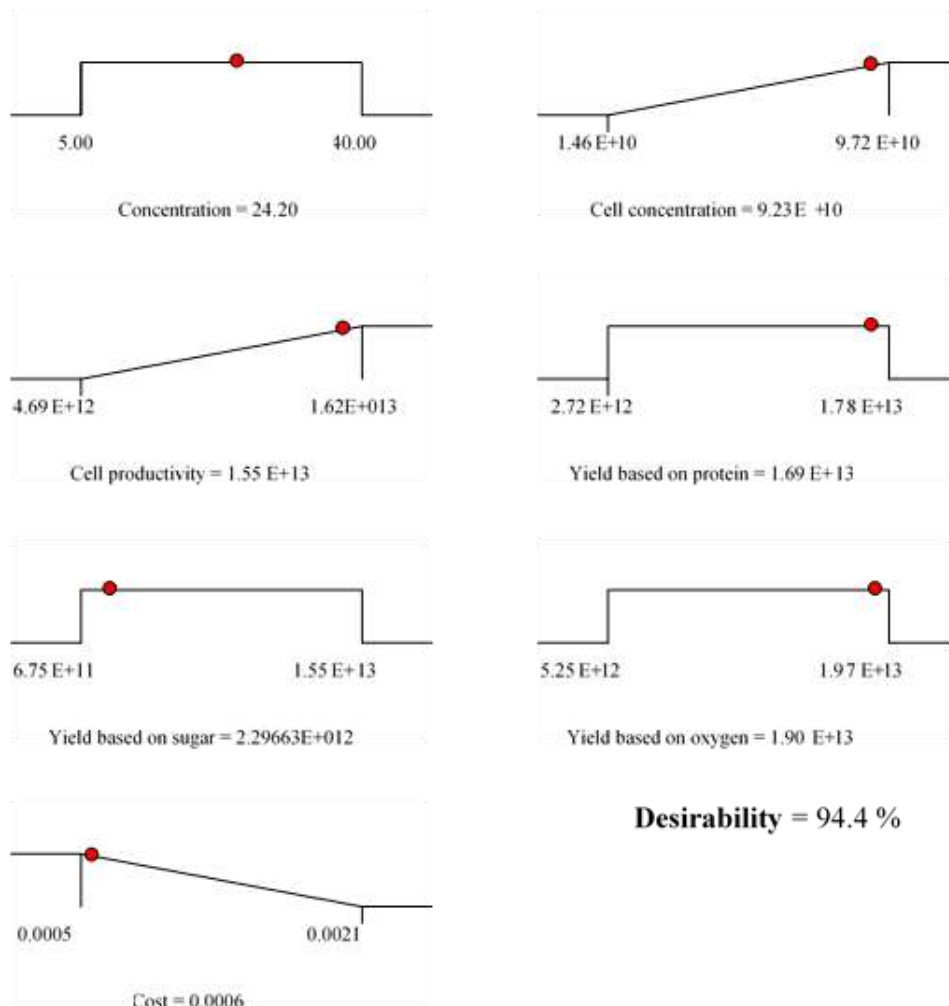 5.00 40.00
Concentration = 24.20
1.46 E+10 9.72 E+10
Cell concentration = 9.23 E +10
4.69 E+12 1.62E+013
Cell productivity = 1.55 E+13
2.72 E+12 1.78 E+13
Yield based on protein = 1.69 E+13
6.75 E+11 1.55 E+13
Yield based on sugar = 2.29663E+012
5.25 E+12 1.97 E+13
Yield based on oxygen = 1.90 E+13
0.0005 0.0021
Cost = 0.0006
Desirability = 94.4 %